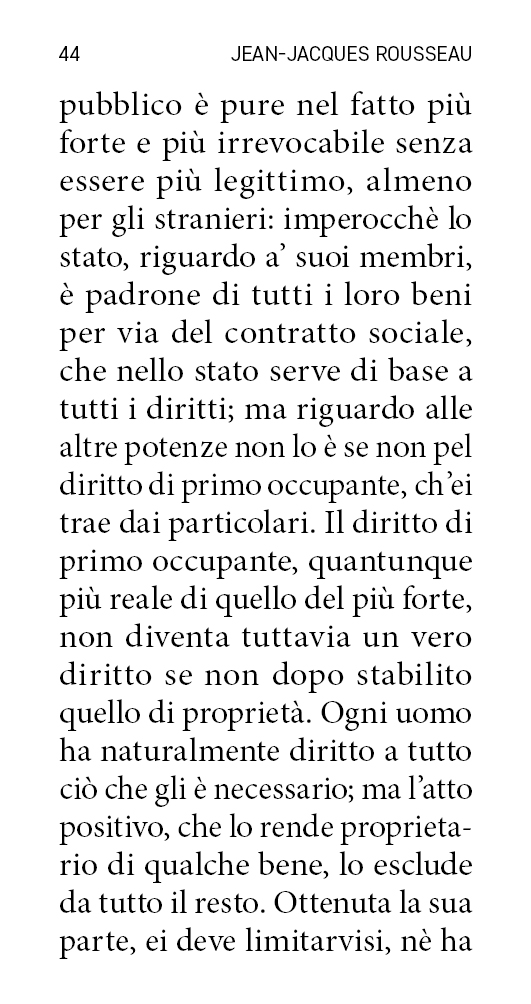 44 JEAN-JACQUES ROUSSEAU
pubblico è pure nel fatto più
forte e più irrevocabile senza
essere più legittimo, almeno
per gli stranieri: imperocchè lo
stato, riguardo a’ suoi membri,
è padrone di tutti i loro beni
per via del contratto sociale,
che nello stato serve di base a
tutti i diritti; ma riguardo alle
altre potenze non lo è se non pel
diritto di primo occupante, ch’ei
trae dai particolari. Il diritto di
primo occupante, quantunque
più reale di quello del più forte,
non diventa tuttavia un vero
diritto se non dopo stabilito
quello di proprietà. Ogni uomo
ha naturalmente diritto a tutto
ciò che gli è necessario; ma l’atto
positivo, che lo rende proprieta-
rio di qualche bene, lo esclude
da tutto il resto. Ottenuta la sua
parte, ei deve limitarvisi, nè ha